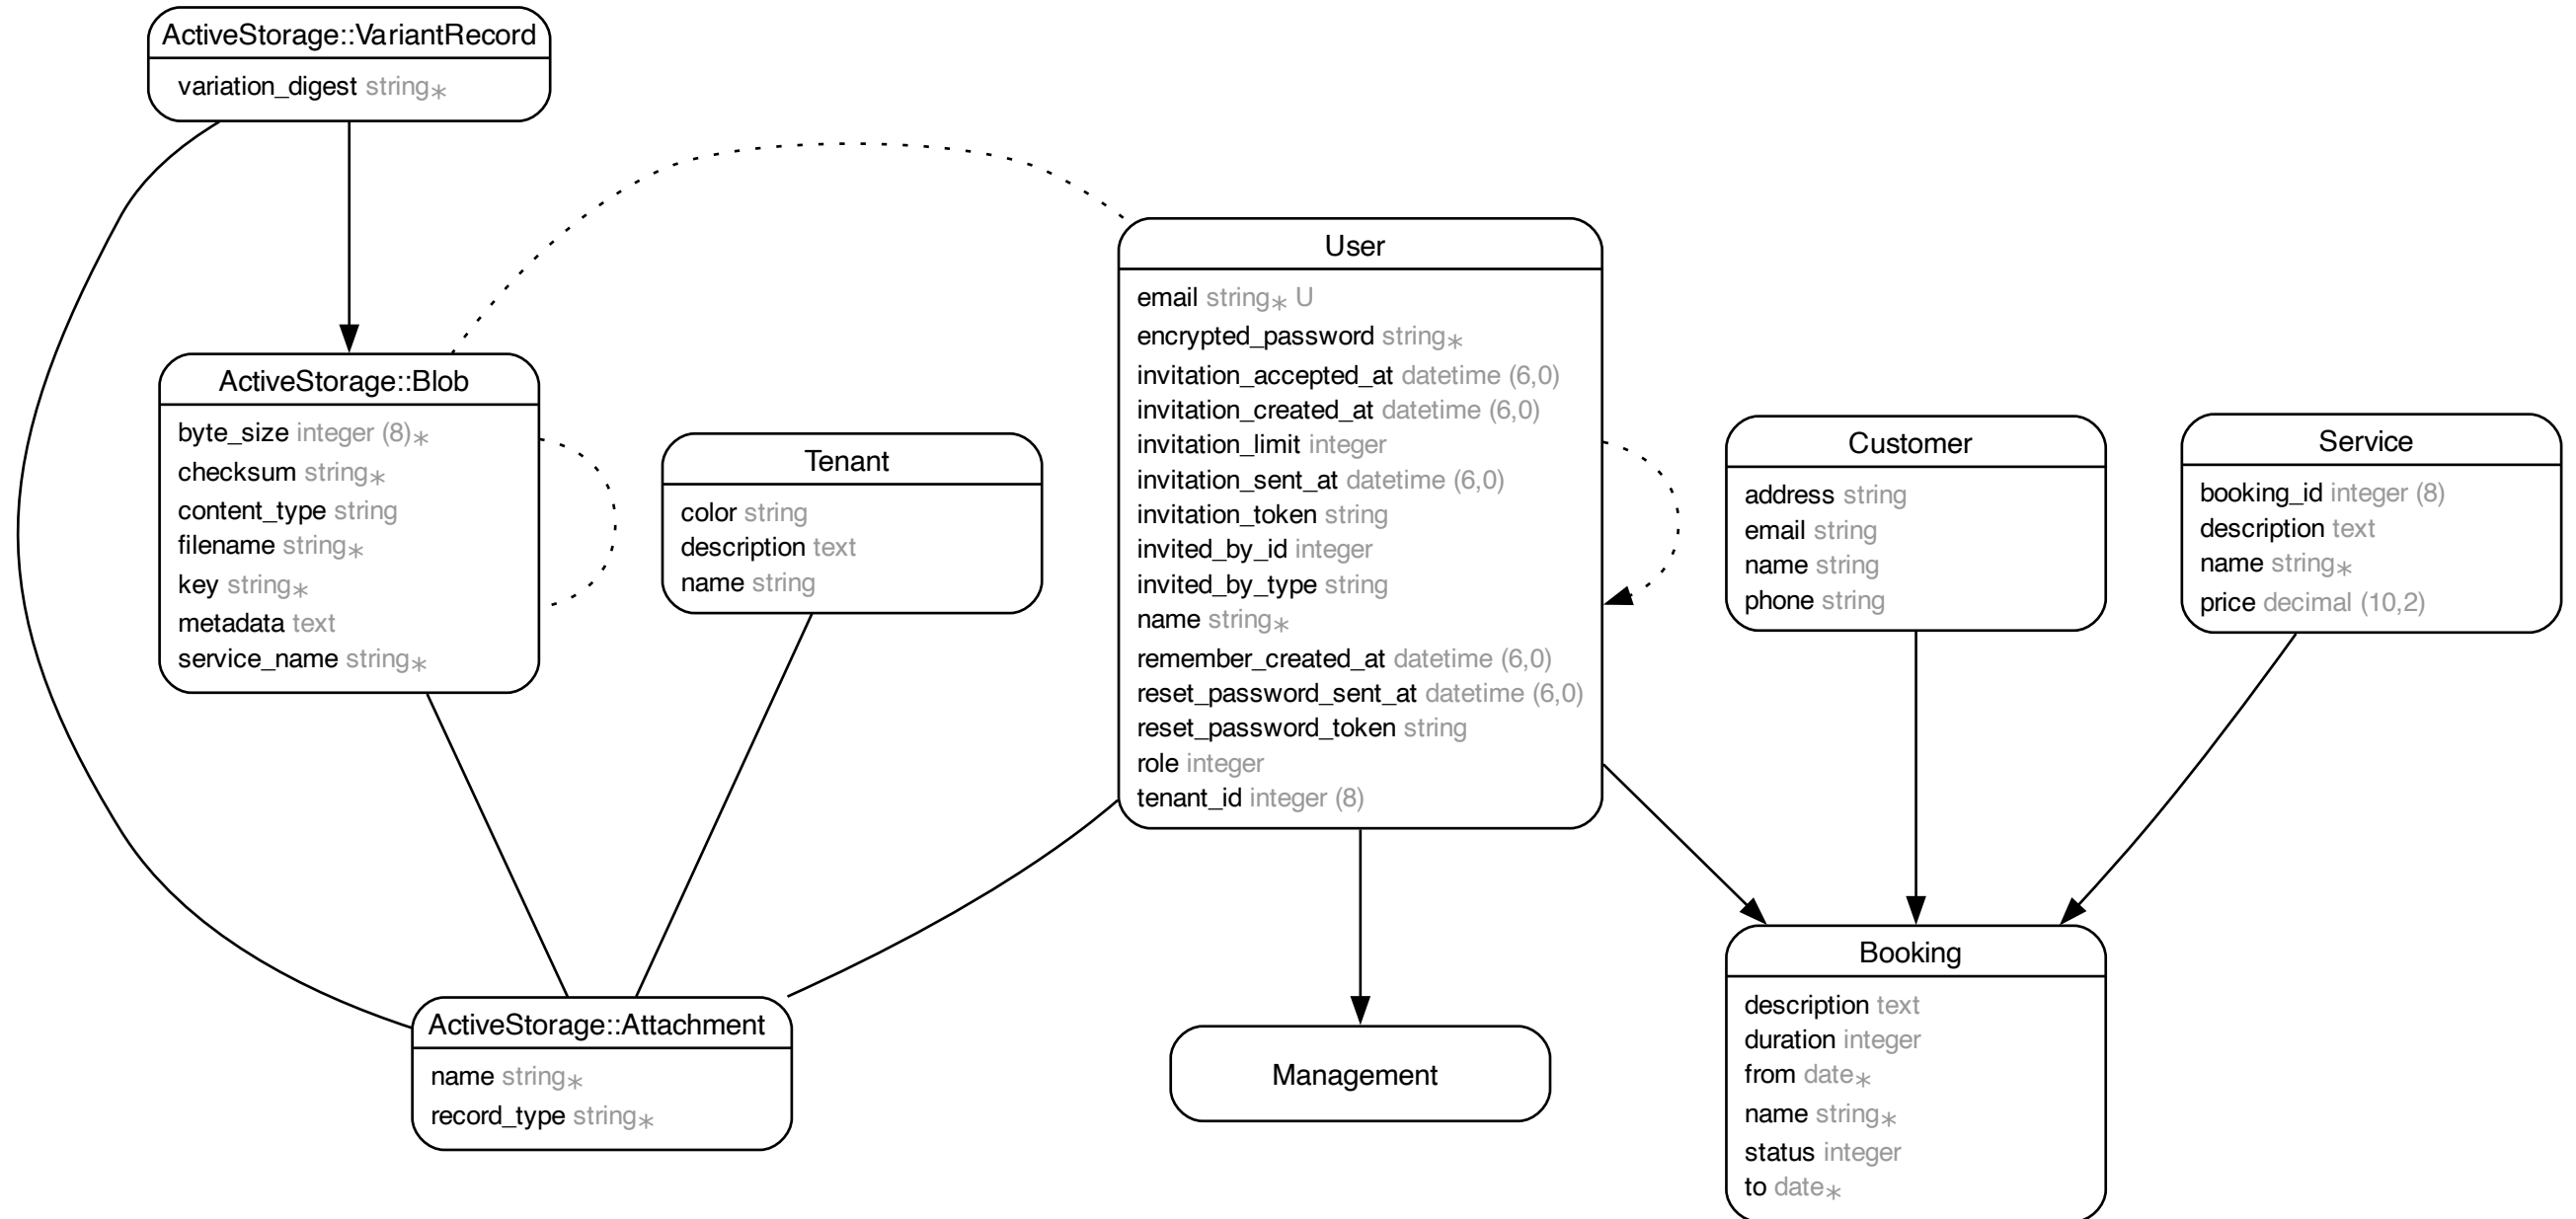 ActiveStorage::VariantRecord
variation_digest string*
ActiveStorage::Blob
byte_size integer (8)*
checksum string*
content_type string
filename string*
key string*
metadata text
service_name string*
Tenant
color string
description text
name string
User
email string* U
encrypted_password string*
invitation_accepted_at datetime (6,0)
invitation_created_at datetime (6,0)
invitation_limit integer
invitation_sent_at datetime (6,0)
invitation_token string
invited_by_id integer
invited_by_type string
name string*
remember_created_at datetime (6,0)
reset_password_sent_at datetime (6,0)
reset_password_token string
role integer
tenant_id integer (8)
Customer
address string
email string
name string
phone string
Service
booking_id integer (8)
description text
name string*
price decimal (10,2)
ActiveStorage::Attachment
name string*
record_type string*
Management
Booking
description text
duration integer
from date*
name string*
status integer
to date*